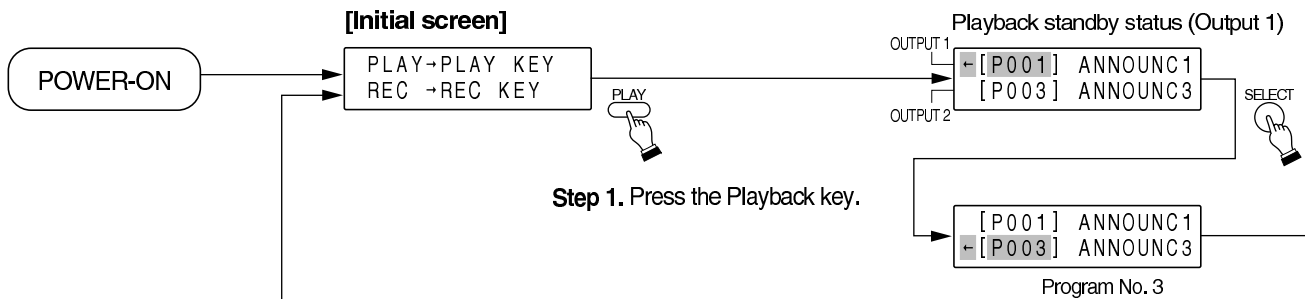 [Initial screen]
Playback standby status (Output 1)
POWER-ON
PLAY→PLAY KEY
REC →REC KEY
PLAY
OUTPUT 1
←[P001] ANNOUNC1
[P003] ANNOUNC3
OUTPUT 2
SELECT
Step 1. Press the Playback key.
[P001] ANNOUNC1
←[P003] ANNOUNC3
Program No. 3